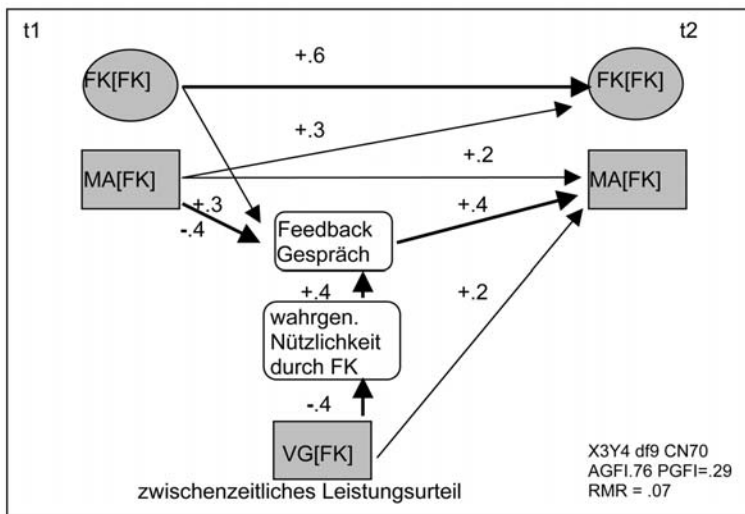 t1
t2
+.6
FK[FK]
FK[FK]
+.3
+.2
MA[FK]
MA[FK]
+.3
-.4
+.4
Feedback
Gespräch
+.4
+.2
wahrgen.
Nützlichkeit
durch FK
-.4
VG[FK]
zwischenzeitliches Leistungsurteil
X3Y4 df9 CN70
AGFI.76 PGFI=.29
RMR = .07